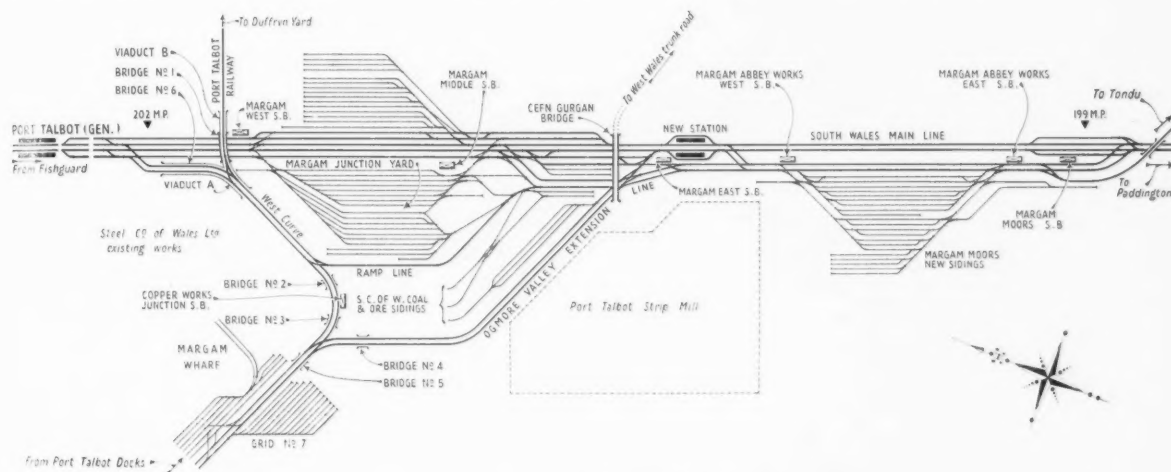 To Duffryn Yard
VIADUCT B
BRIDGE Nº 1
BRIDGE Nº 6
PORT TALBOT
RAILWAY
MARGAM
WEST S.B.
202 M.P.
PORT TALBOT (GEN.)
From Fishguard
VIADUCT A
MARGAM
MIDDLE S.B.
MARGAM JUNCTION YARD
CEFN GURGAN
BRIDGE
To West Wales trunk road
NEW STATION
MARGAM ABBEY WORKS
WEST S.B.
MARGAM ABBEY WORKS
EAST S.B.
SOUTH WALES MAIN LINE
199 M.P.
To Tondu
To
Paddington
MARGAM EAST S.B.
MARGAM
MOORS S.B
MARGAM MOORS
NEW SIDINGS
West Curve
Steel Cº of Wales Ltd
existing works
RAMP LINE
BRIDGE Nº 2
COPPER WORKS
JUNCTION S.B.
S.C. OF W. COAL
& ORE SIDINGS
OGMORE VALLEY EXTENSION LINE
Port Talbot Strip Mill
BRIDGE Nº 3
MARGAM
WHARF
BRIDGE Nº 4
BRIDGE Nº 5
GRID Nº 7
From Port Talbot Docks